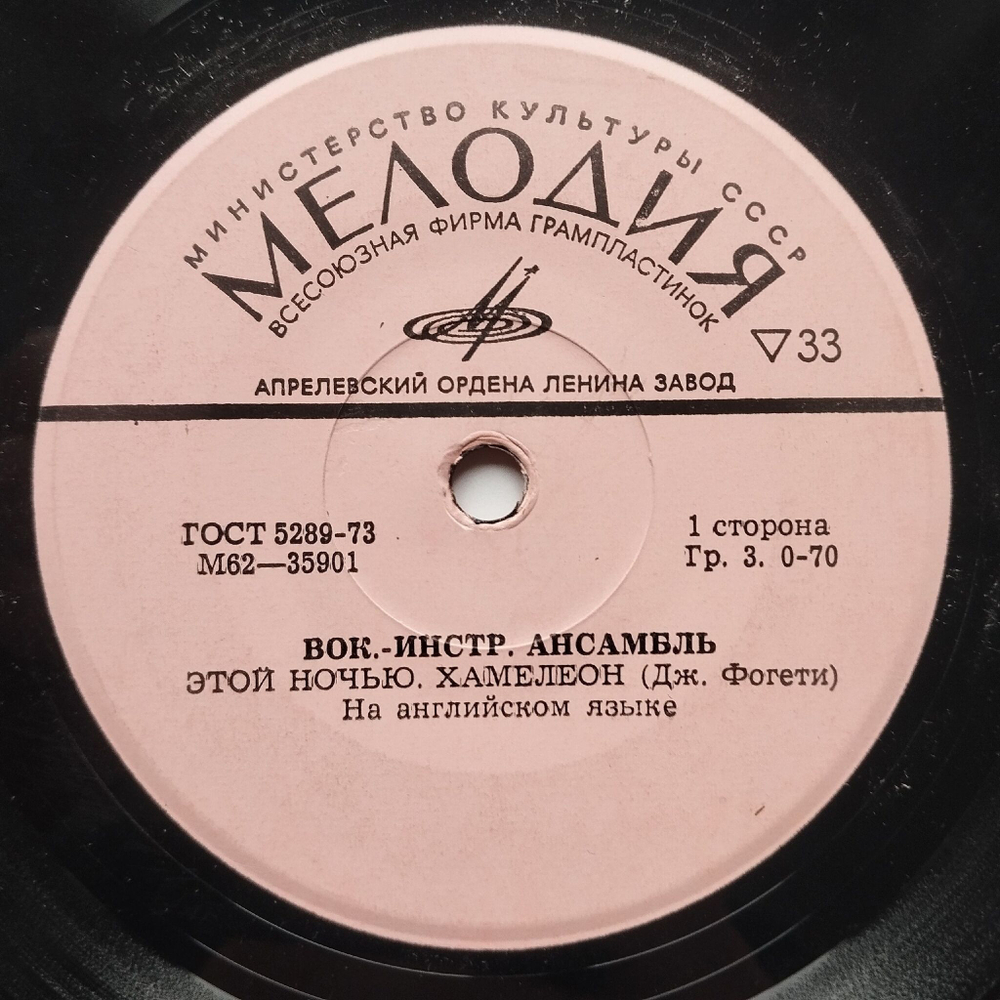 МИНИСТЕРСТВО КУЛЬТУРЫ СССР
МЕЛОДИЯ
ВСЕСОЮЗНАЯ ФИРМА ГРАМПЛАСТИНОК
▽33
АПРЕЛЕВСКИЙ ОРДЕНА ЛЕНИНА ЗАВОД
ГОСТ 5289-73
М62—35901
1 сторона
Гр. 3. 0-70
ВОК.-ИНСТР. АНСАМБЛЬ
ЭТОЙ НОЧЬЮ. ХАМЕЛЕОН (Дж. Фогети)
На английском языке